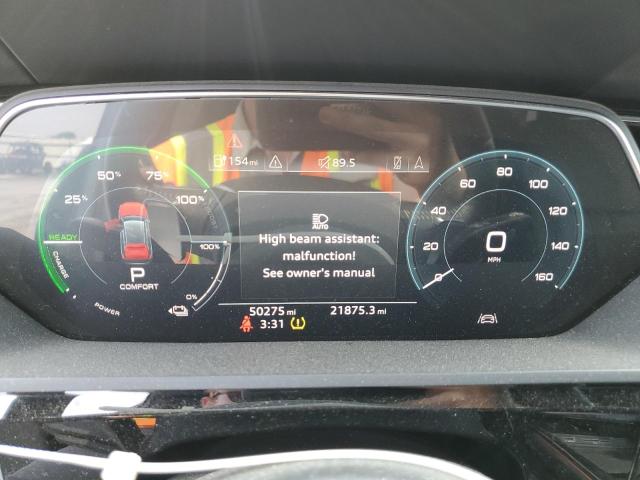 154 mi
89.5
50%
75%
25%
100%
READY
CHARGE
P
COMFORT
POWER
100%
0%
AUTO
High beam assistant:
malfunction!
See owner's manual
50275 mi
21875.3 mi
3:31
0
20
40
60
80
100
120
140
160
0
MPH